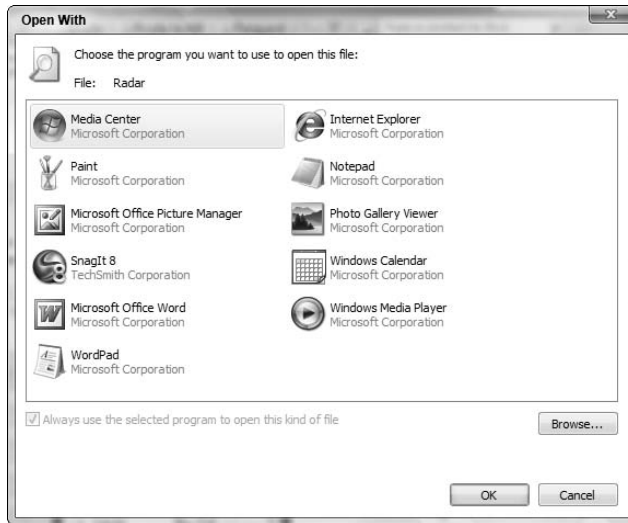 Open With
Choose the program you want to use to open this file:
File: Radar
Media Center
Microsoft Corporation
Internet Explorer
Microsoft Corporation
Paint
Microsoft Corporation
Notepad
Microsoft Corporation
Microsoft Office Picture Manager
Microsoft Corporation
Photo Gallery Viewer
Microsoft Corporation
SnagIt 8
TechSmith Corporation
Windows Calendar
Microsoft Corporation
Microsoft Office Word
Microsoft Corporation
Windows Media Player
Microsoft Corporation
WordPad
Microsoft Corporation
Always use the selected program to open this kind of file
Browse...
OK
Cancel